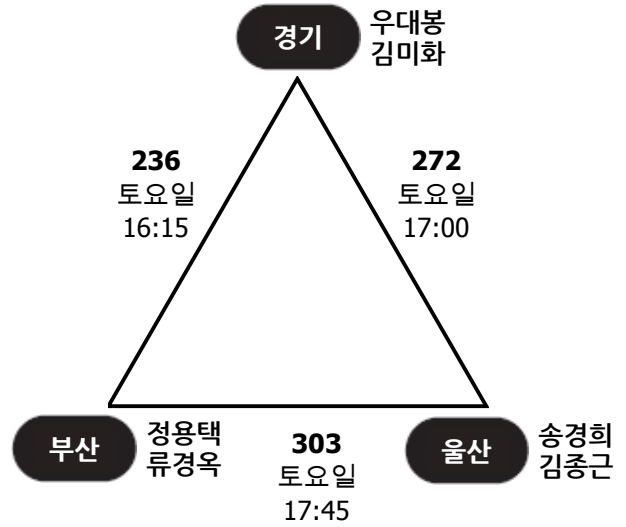 경기
우대봉
김미화
236
토요일
16:15
272
토요일
17:00
부산
정용택
류경옥
303
토요일
17:45
울산
송경희
김종근